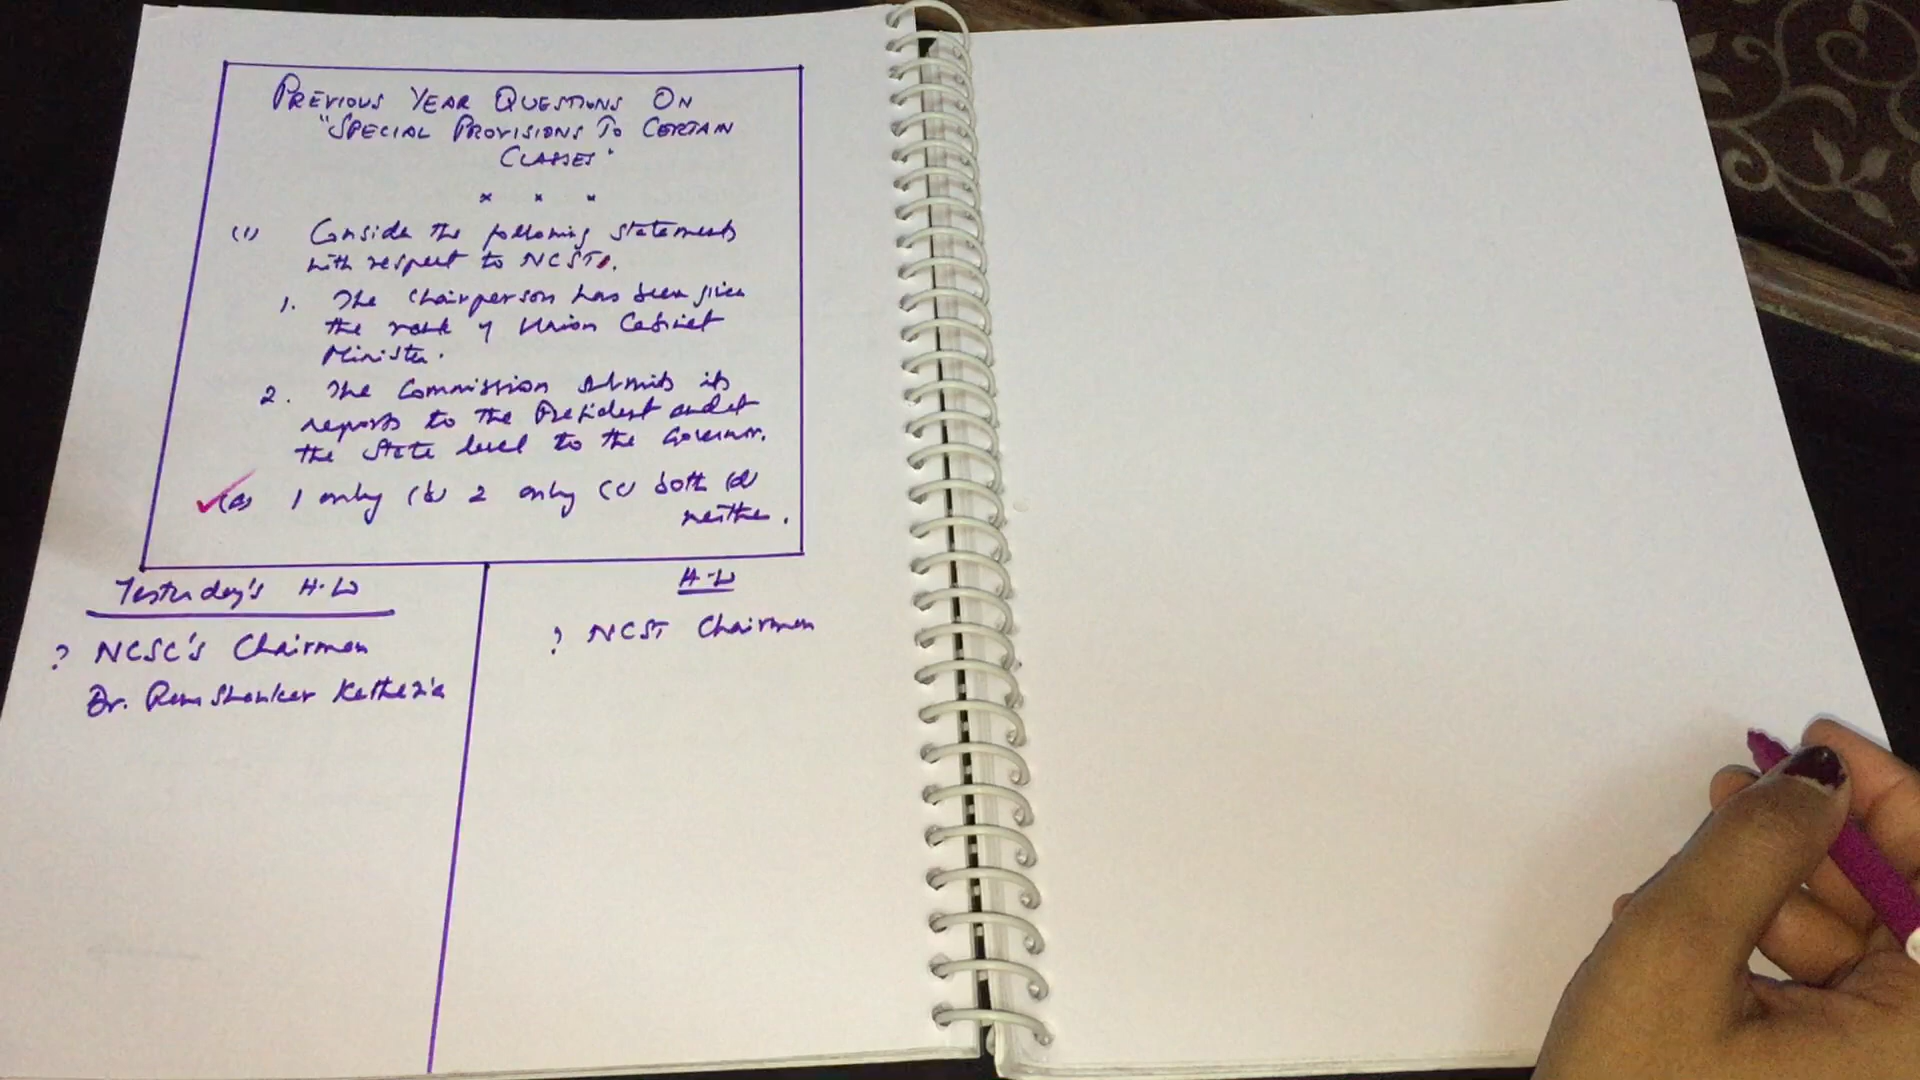 PREVIOUS YEAR QUESTIONS ON
"SPECIAL PROVISIONS TO CERTAIN
CLASSES"
x x x
(1) Consider the following statements
with respect to NCST.
1. The Chairperson has been given
the rank of Union Cabinet
Minister.
2. The Commission submits its
reports to the President and at
the State level to the Governor.
(a) 1 only (b) 2 only (c) both (d)
neither.
Yesterday's H.W
? NCSC's Chairman
Dr. Ram Shankar Katheria
H.W
? NCST Chairman